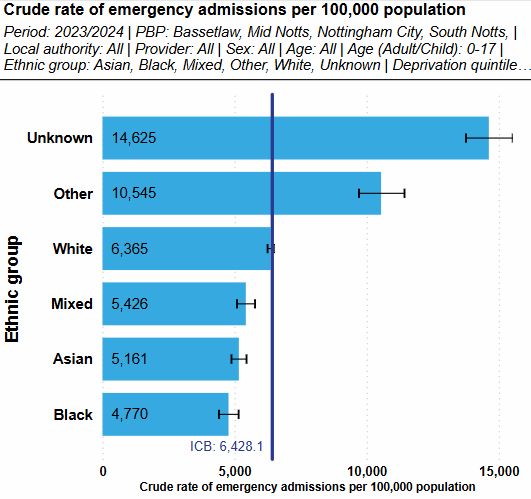 Crude rate of emergency admissions per 100,000 population
Period: 2023/2024 | PBP: Bassetlaw, Mid Notts, Nottingham City, South Notts, |
Local authority: All | Provider: All | Sex: All | Age: All | Age (Adult/Child): 0-17 |
Ethnic group: Asian, Black, Mixed, Other, White, Unknown | Deprivation quintile...
Ethnic group
Unknown 14,625
Other 10,545
White 6,365
Mixed 5,426
Asian 5,161
Black 4,770
ICB: 6,428.1
0 5,000 10,000 15,000
Crude rate of emergency admissions per 100,000 population